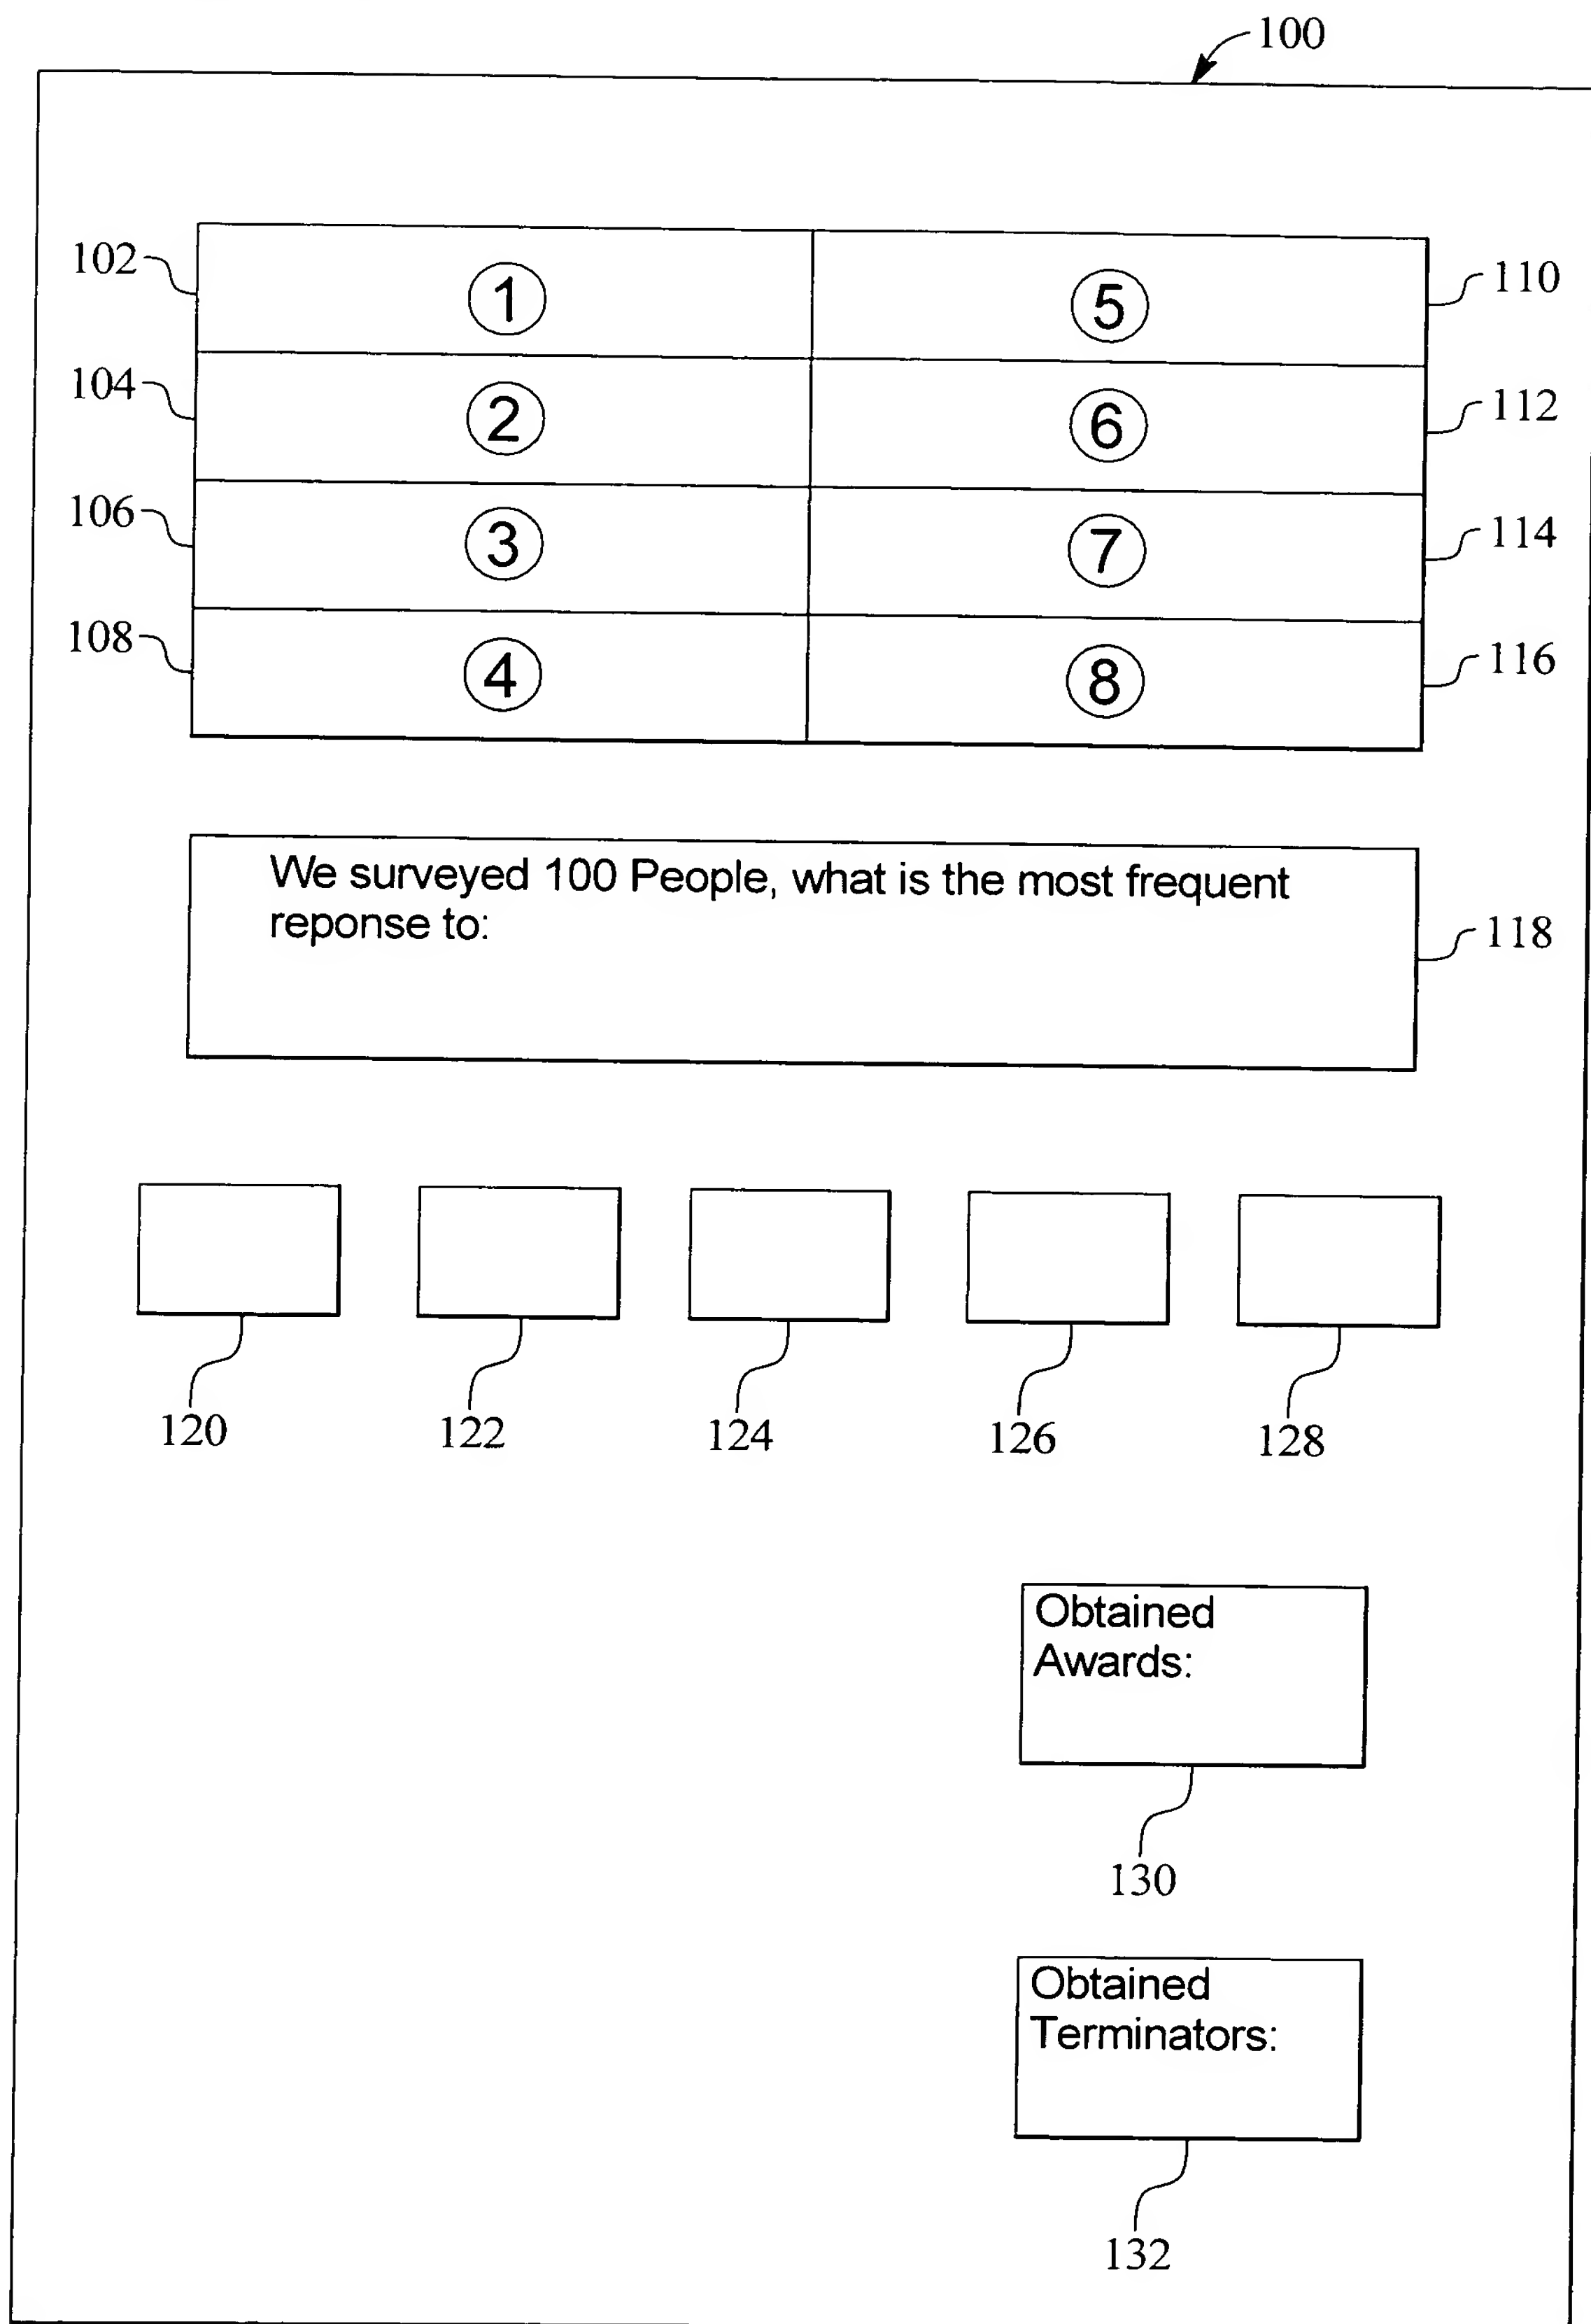 100
102 1 5 110
104 2 6 112
106 3 7 114
108 4 8 116
We surveyed 100 People, what is the most frequent
reponse to:
118
120 122 124 126 128
Obtained
Awards:
130
Obtained
Terminators:
132